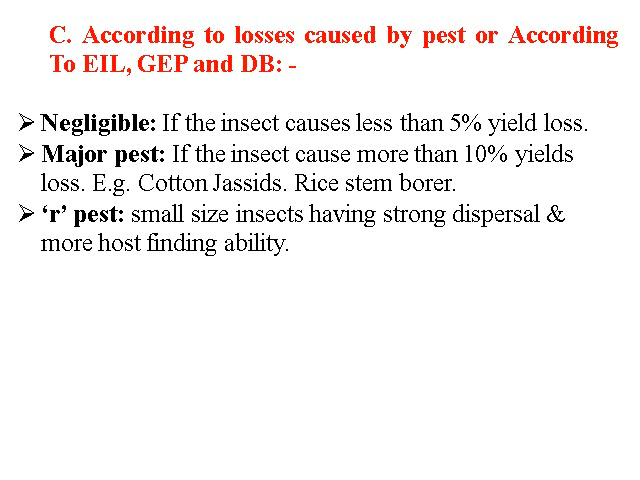 C. According to losses caused by pest or According
To EIL, GEP and DB: -
➢ Negligible: If the insect causes less than 5% yield loss.
➢ Major pest: If the insect cause more than 10% yields
loss. E.g. Cotton Jassids. Rice stem borer.
➢ ‘r’ pest: small size insects having strong dispersal &
more host finding ability.